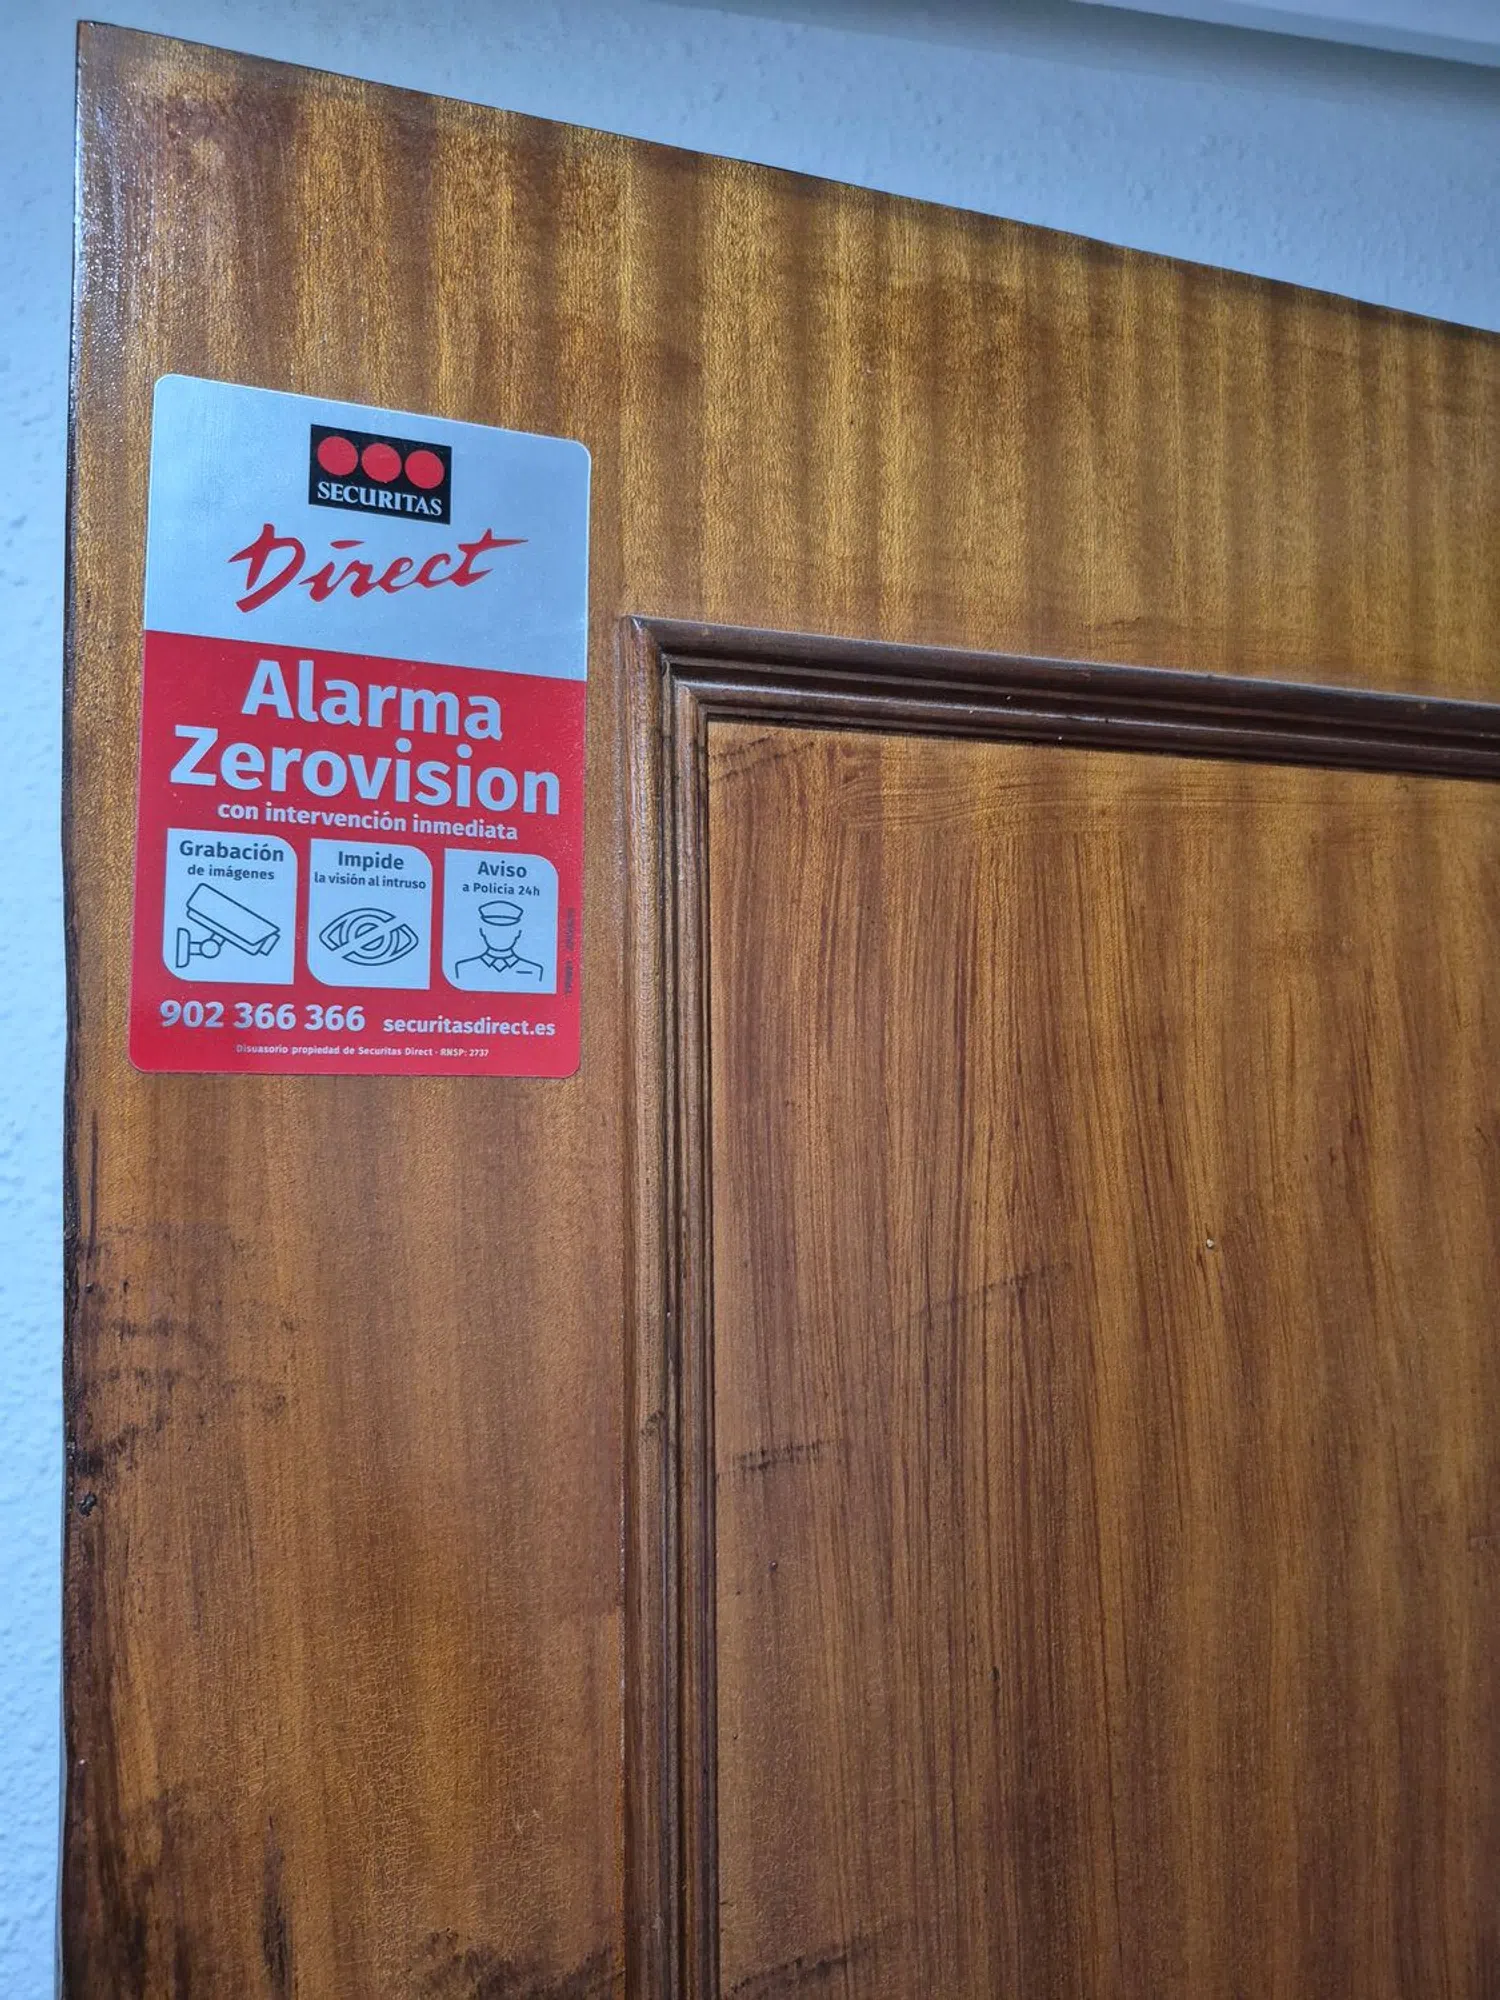 SECURITAS
Direct
Alarma
Zerovision
con intervención inmediata
Grabación
de imágenes
Impide
la visión al intruso
Aviso
a Policía 24h
902 366 366 securitasdirect.es
Disuasorio propiedad de Securitas Direct - RNSP: 2737